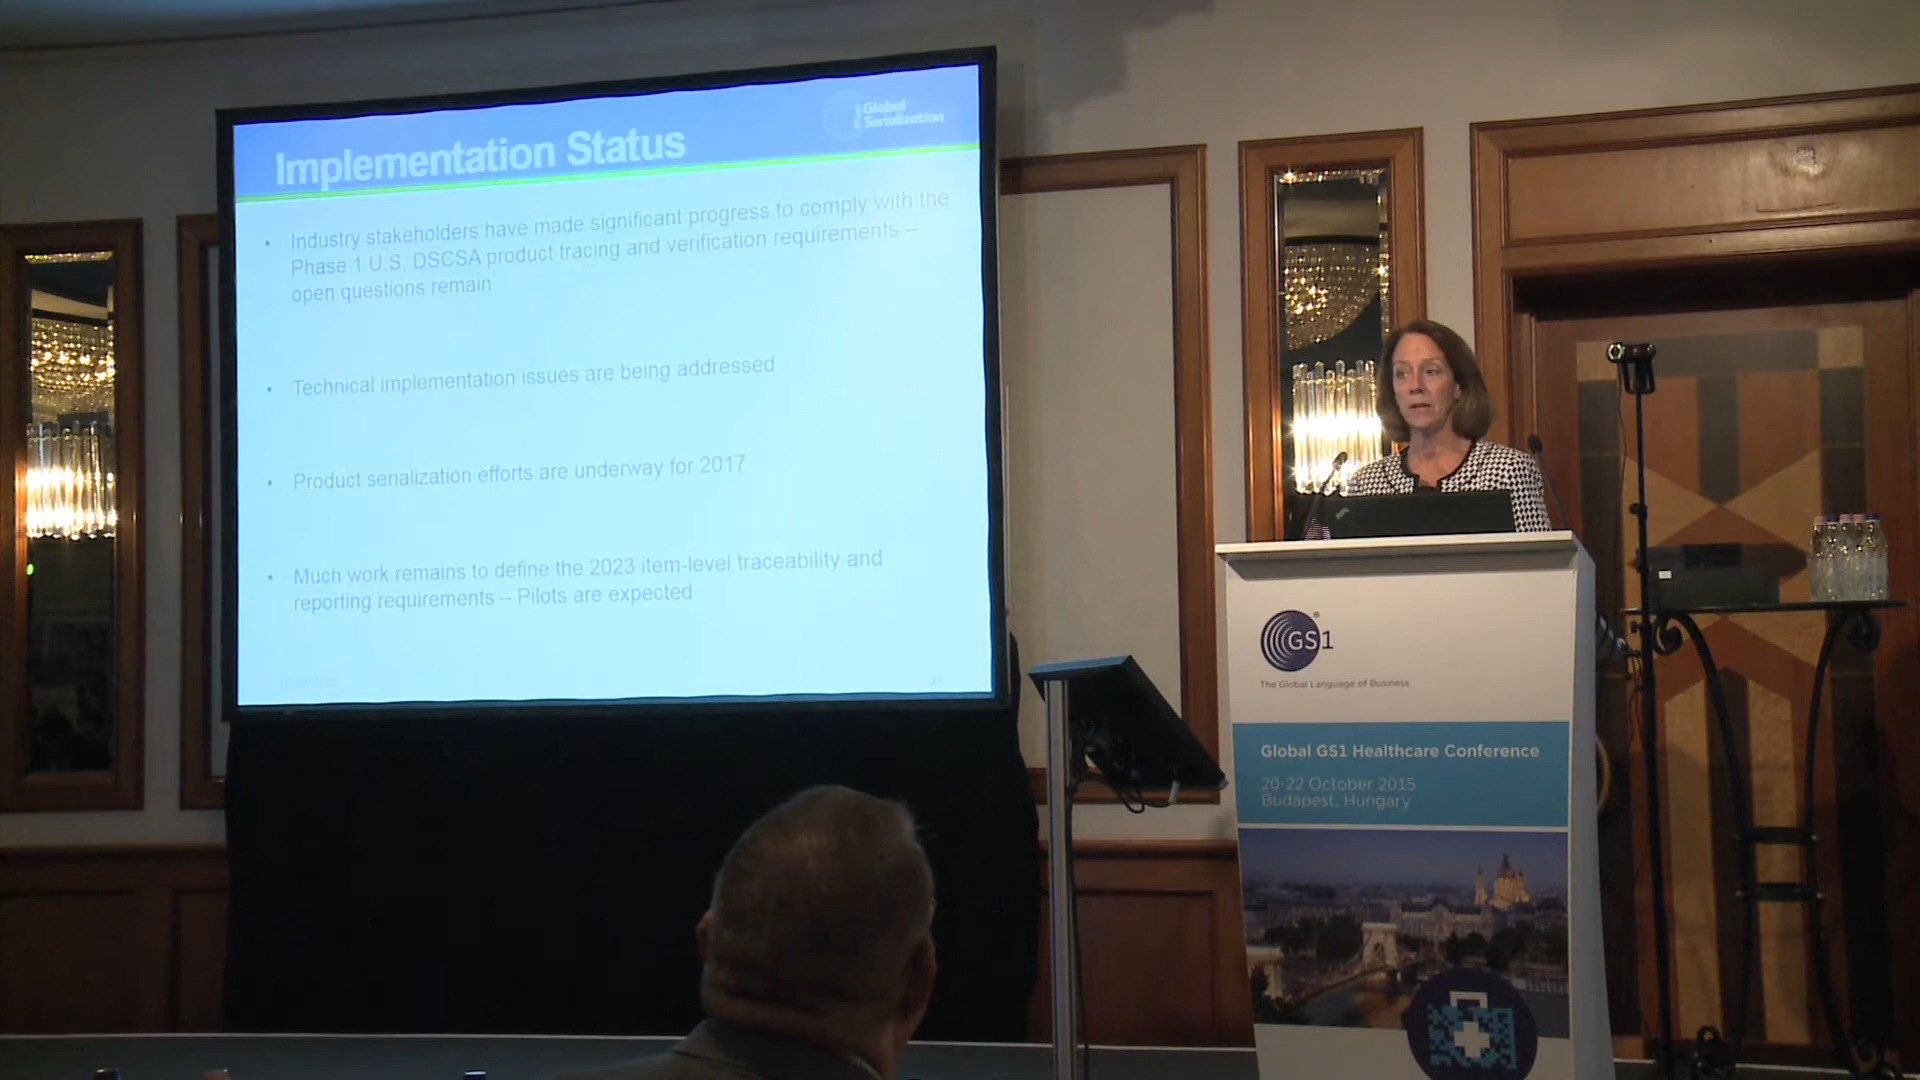 Global
Serialization
Implementation Status
• Industry stakeholders have made significant progress to comply with the
Phase 1 U.S. DSCSA product tracing and verification requirements –
open questions remain
• Technical implementation issues are being addressed
• Product serialization efforts are underway for 2017
• Much work remains to define the 2023 item-level traceability and
reporting requirements – Pilots are expected
GS1®
The Global Language of Business
Global GS1 Healthcare Conference
20-22 October 2015
Budapest, Hungary